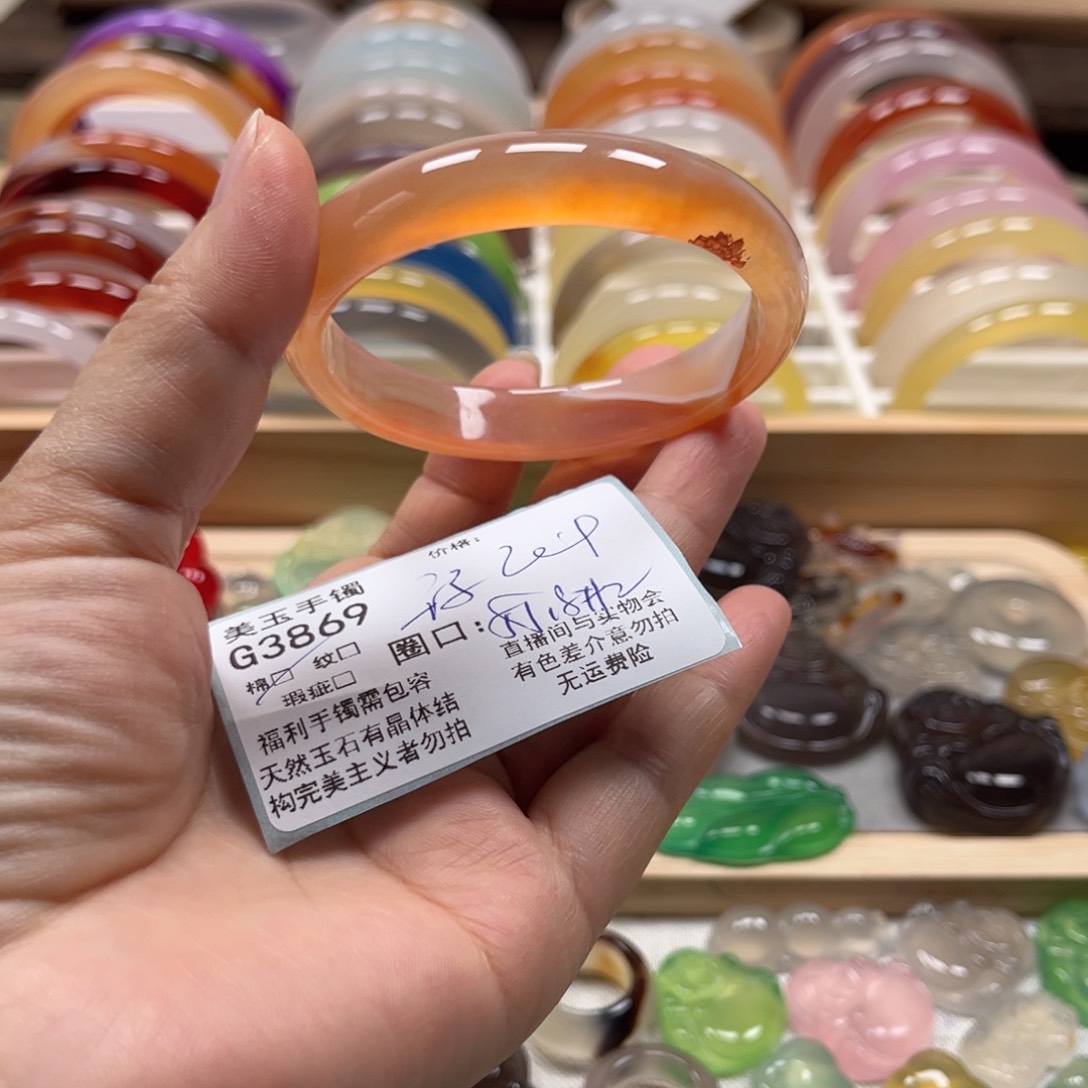 美玉手镯
G3869
棉☑ 纹□
瑕疵□
福利手镯需包容
天然玉石有晶体结
构完美主义者勿拍
价格:
圈口:
直播间与实物会
有色差介意勿拍
无运费险